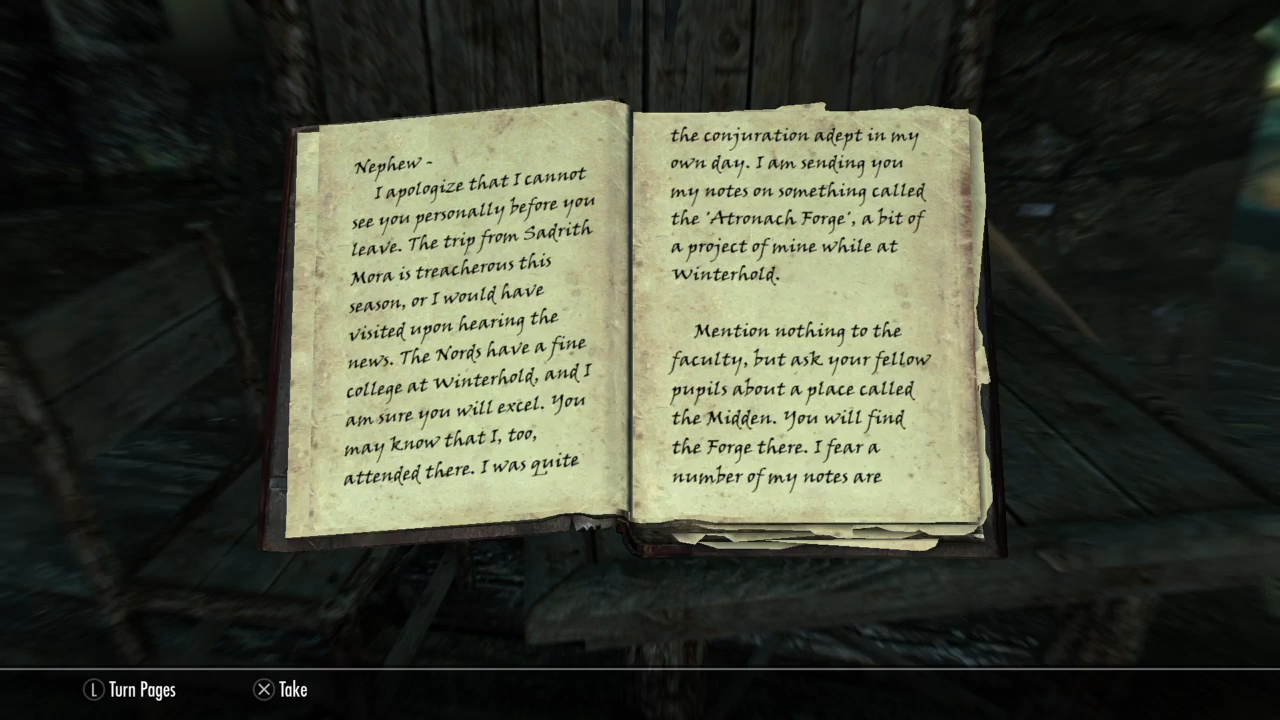 Nephew -
I apologize that I cannot
see you personally before you
leave. The trip from Sadrith
Mora is treacherous this
season, or I would have
visited upon hearing the
news. The Nords have a fine
college at Winterhold, and I
am sure you will excel. You
may know that I, too,
attended there. I was quite
the conjuration adept in my
own day. I am sending you
my notes on something called
the 'Atronach Forge', a bit of
a project of mine while at
Winterhold.
Mention nothing to the
faculty, but ask your fellow
pupils about a place called
the Midden. You will find
the Forge there. I fear a
number of my notes are
L Turn Pages
X Take